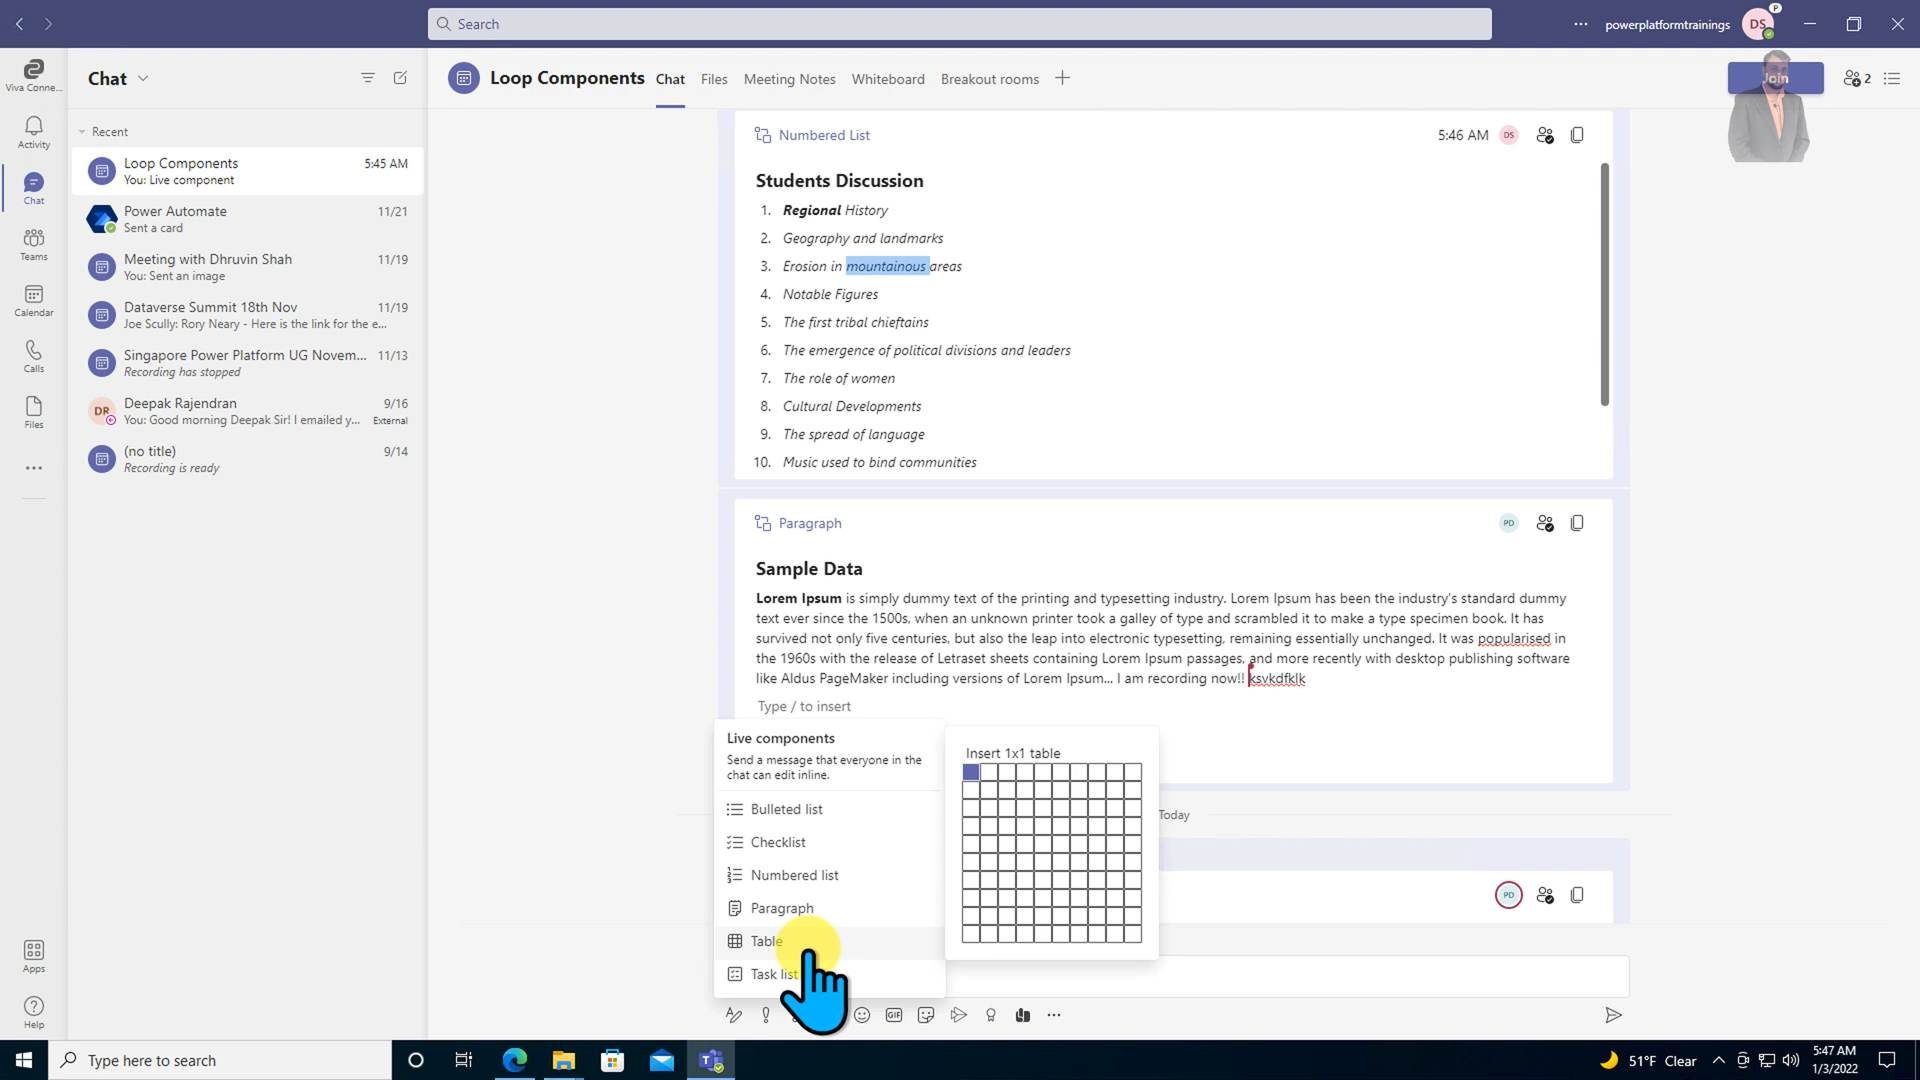 Search
powerplatformtrainings
DS
P
Viva Conne...
Chat
Loop Components
Chat
Files
Meeting Notes
Whiteboard
Breakout rooms
Join
2
Activity
Chat
Teams
Calendar
Calls
Files
Apps
Help
Recent
Loop Components
5:45 AM
You: Live component
Power Automate
11/21
Sent a card
Meeting with Dhruvin Shah
11/19
You: Sent an image
Dataverse Summit 18th Nov
11/19
Joe Scully: Rory Neary - Here is the link for the e...
Singapore Power Platform UG Novem...
11/13
Recording has stopped
DR
Deepak Rajendran
9/16
You: Good morning Deepak Sir! I emailed y...
External
(no title)
9/14
Recording is ready
Numbered List
5:46 AM
DS
Students Discussion
1. Regional History
2. Geography and landmarks
3. Erosion in mountainous areas
4. Notable Figures
5. The first tribal chieftains
6. The emergence of political divisions and leaders
7. The role of women
8. Cultural Developments
9. The spread of language
10. Music used to bind communities
Paragraph
PD
Sample Data
Lorem Ipsum is simply dummy text of the printing and typesetting industry. Lorem Ipsum has been the industry's standard dummy
text ever since the 1500s, when an unknown printer took a galley of type and scrambled it to make a type specimen book. It has
survived not only five centuries, but also the leap into electronic typesetting, remaining essentially unchanged. It was popularised in
the 1960s with the release of Letraset sheets containing Lorem Ipsum passages, and more recently with desktop publishing software
like Aldus PageMaker including versions of Lorem Ipsum... I am recording now!! ksvkdfklk
Type / to insert
Live components
Send a message that everyone in the
chat can edit inline.
Bulleted list
Checklist
Numbered list
Paragraph
Table
Task list
Insert 1x1 table
Today
PD
GIF
Type here to search
51°F Clear
5:47 AM
1/3/2022